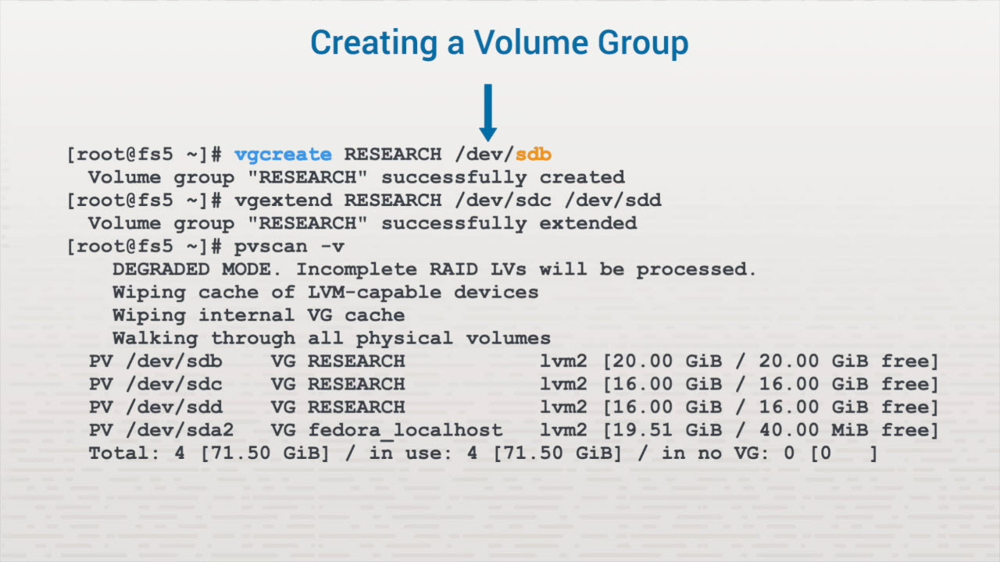 Creating a Volume Group
[root@fs5 ~]# vgcreate RESEARCH /dev/sdb
Volume group "RESEARCH" successfully created
[root@fs5 ~]# vgextend RESEARCH /dev/sdc /dev/sdd
Volume group "RESEARCH" successfully extended
[root@fs5 ~]# pvscan -v
DEGRADED MODE. Incomplete RAID LVs will be processed.
Wiping cache of LVM-capable devices
Wiping internal VG cache
Walking through all physical volumes
PV /dev/sdb VG RESEARCH lvm2 [20.00 GiB / 20.00 GiB free]
PV /dev/sdc VG RESEARCH lvm2 [16.00 GiB / 16.00 GiB free]
PV /dev/sdd VG RESEARCH lvm2 [16.00 GiB / 16.00 GiB free]
PV /dev/sda2 VG fedora_localhost lvm2 [19.51 GiB / 40.00 MiB free]
Total: 4 [71.50 GiB] / in use: 4 [71.50 GiB] / in no VG: 0 [0 ]